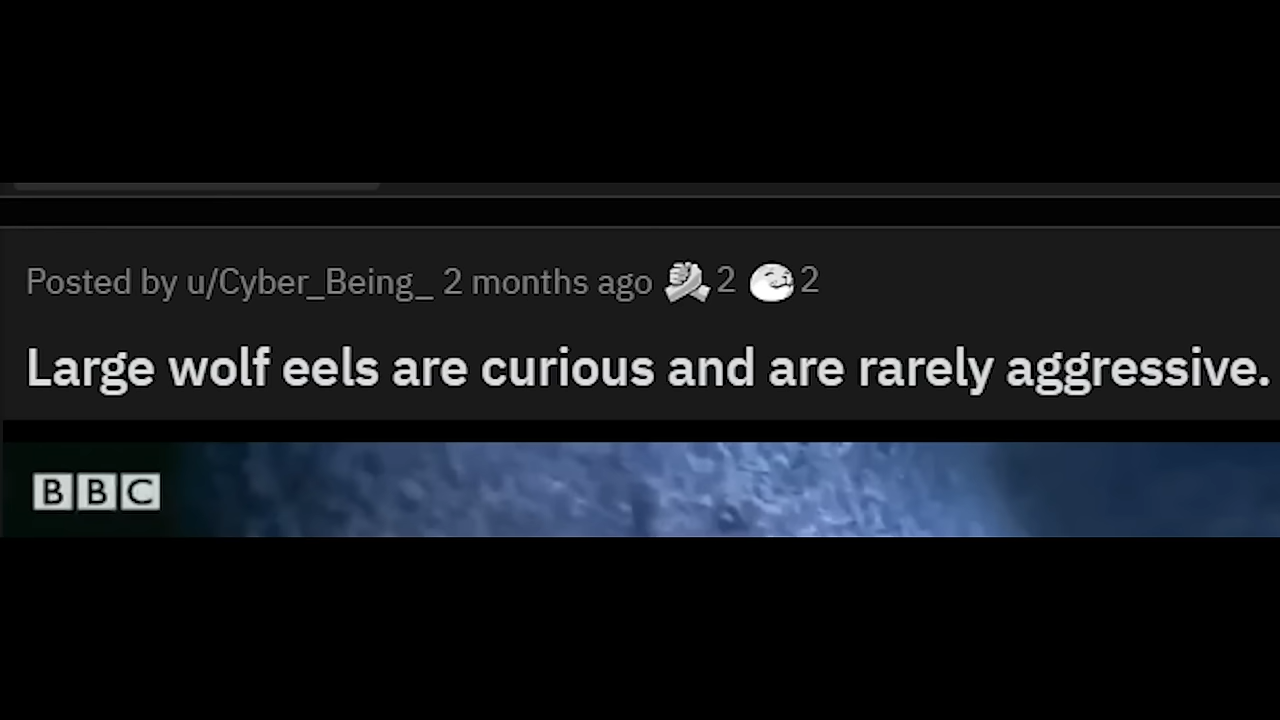 Posted by u/Cyber_Being_ 2 months ago 2 2
Large wolf eels are curious and are rarely aggressive.
BBC